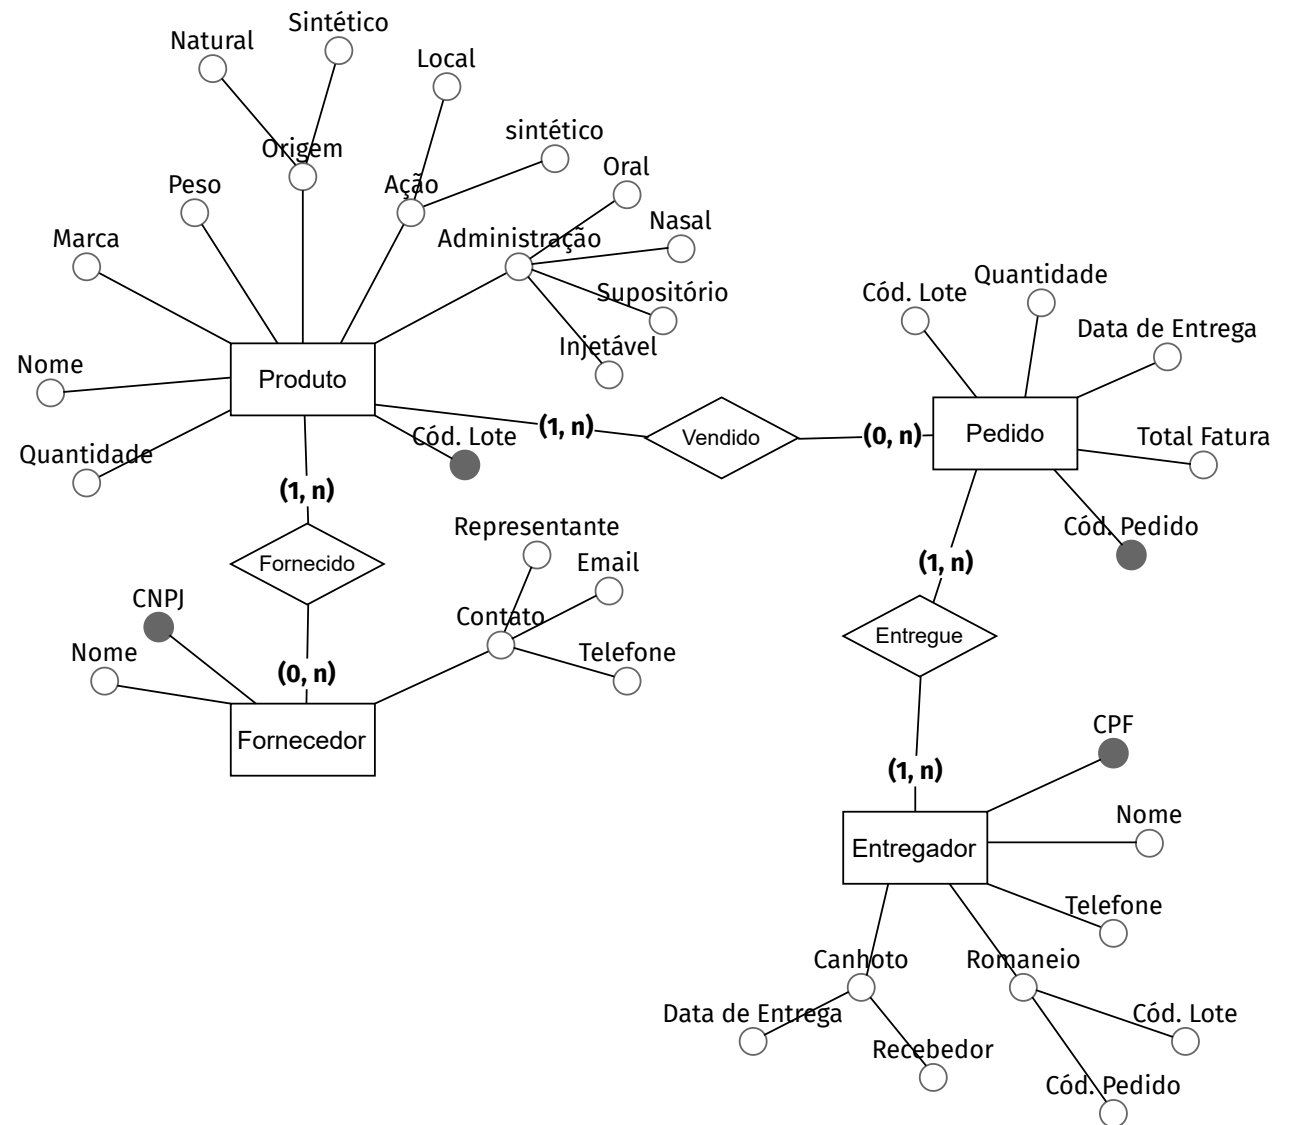 Sintético
Natural
Local
sintético
Origem
Oral
Peso
Ação
Nasal
Marca
Administração
Quantidade
Supositório
Cód. Lote
Data de Entrega
Injetável
Nome
Produto
(1, n)
Vendido
(0, n)
Pedido
Cód. Lote
Total Fatura
Quantidade
(1, n)
Representante
Cód. Pedido
Fornecido
Email
(1, n)
CNPJ
Contato
Entregue
Nome
Telefone
(0, n)
Fornecedor
CPF
(1, n)
Nome
Entregador
Telefone
Canhoto
Romaneio
Data de Entrega
Cód. Lote
Recebedor
Cód. Pedido